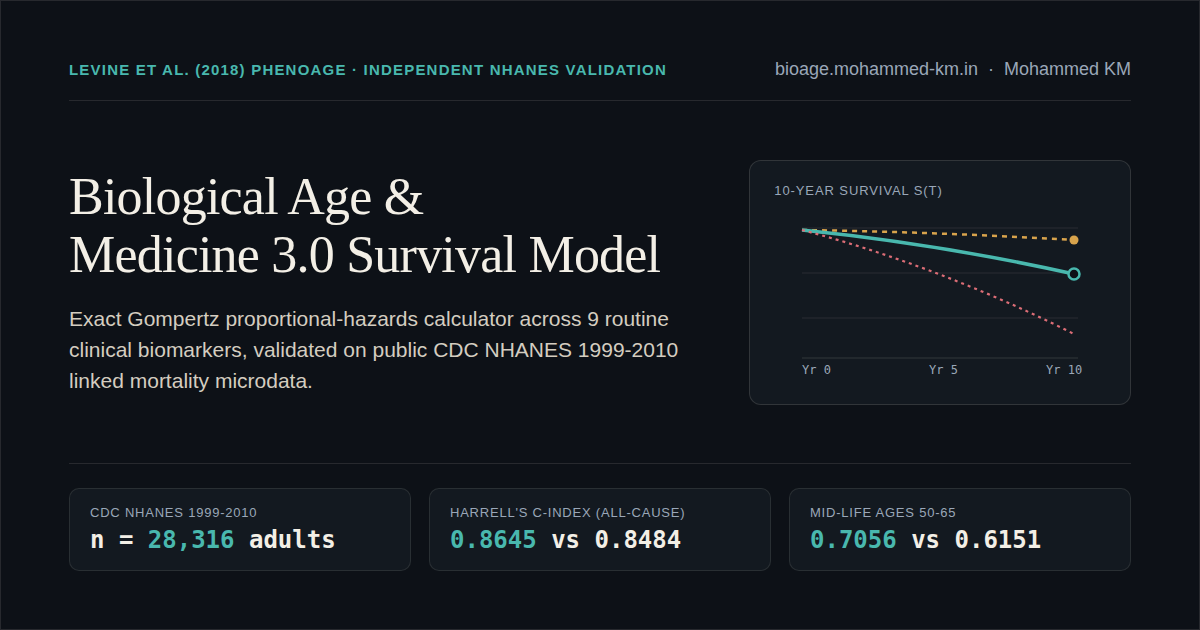 LEVINE ET AL. (2018) PHENOAGE · INDEPENDENT NHANES VALIDATION
bioage.mohammed-km.in · Mohammed KM
Biological Age &
Medicine 3.0 Survival Model
Exact Gompertz proportional-hazards calculator across 9 routine
clinical biomarkers, validated on public CDC NHANES 1999-2010
linked mortality microdata.
10-YEAR SURVIVAL S(T)
Yr 0 Yr 5 Yr 10
CDC NHANES 1999-2010
n = 28,316 adults
HARRELL'S C-INDEX (ALL-CAUSE)
0.8645 vs 0.8484
MID-LIFE AGES 50-65
0.7056 vs 0.6151